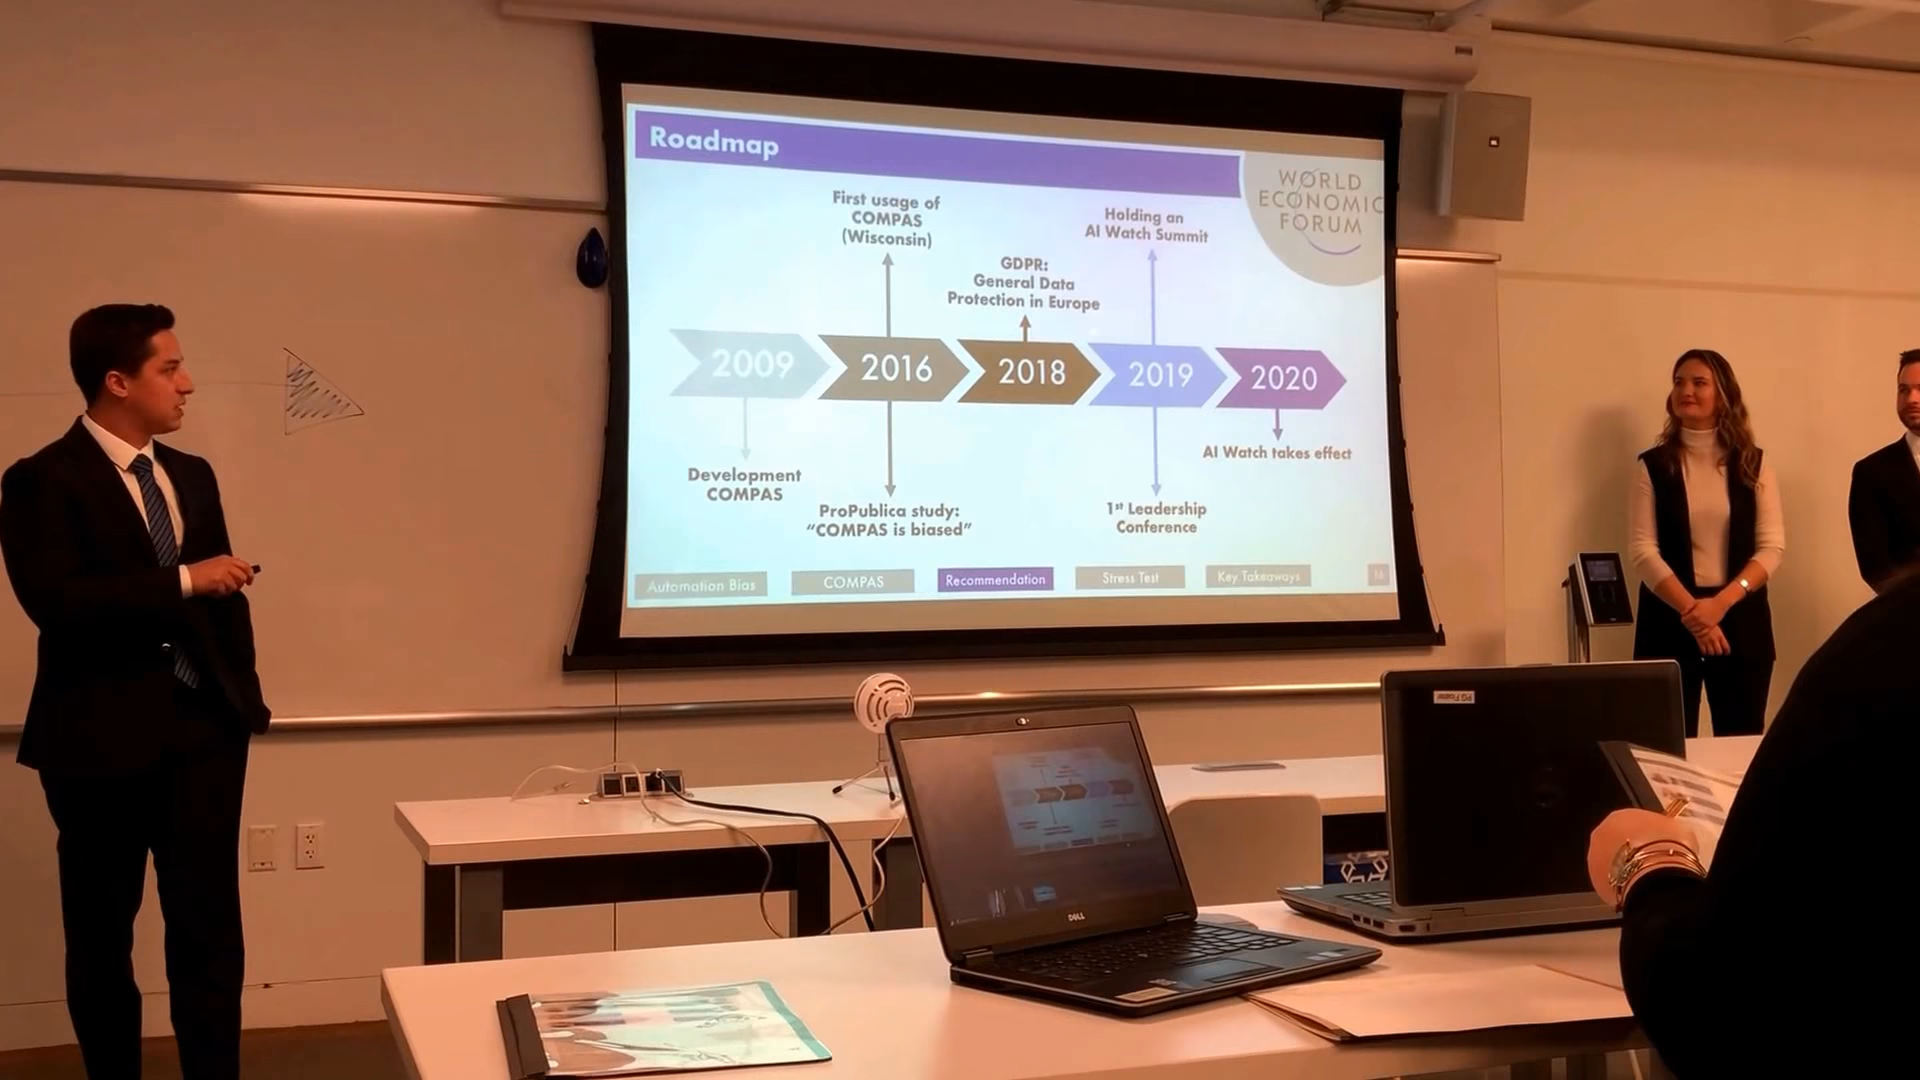 Roadmap
WORLD
ECONOMIC
FORUM
First usage of
COMPAS
(Wisconsin)
GDPR:
General Data
Protection in Europe
Holding an
AI Watch Summit
2009
2016
2018
2019
2020
Development
COMPAS
ProPublica study:
“COMPAS is biased”
1st Leadership
Conference
AI Watch takes effect
Automation Bias
COMPAS
Recommendation
Stress Test
Key Takeaways
16
DELL